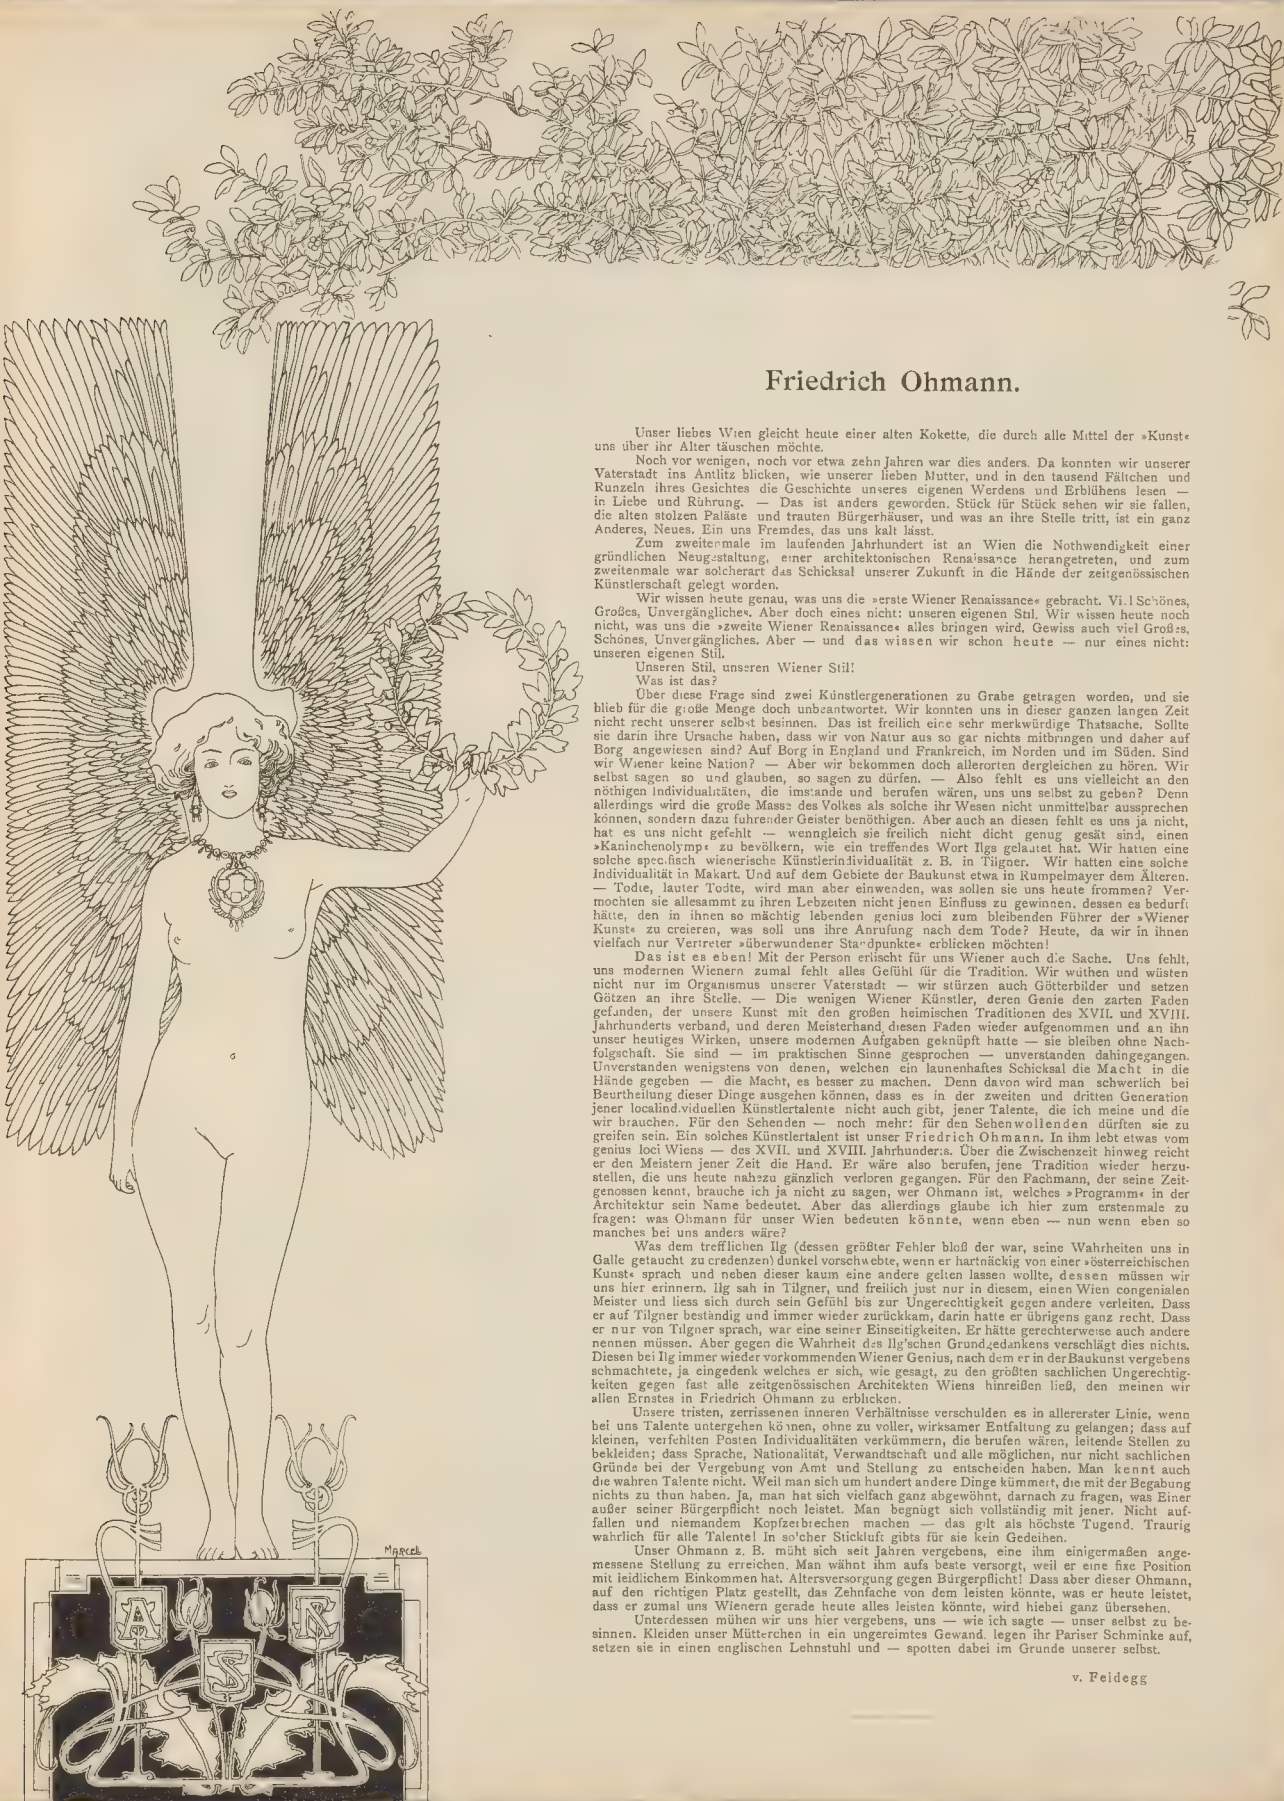 Friedrich Ohmann.
Unser liebes Wien gleicht heute einer alten Kokette, die durch alle Mittel der »Kunst«
uns über ihr Alter täuschen möchte.
Noch vor wenigen, noch vor etwa zehn Jahren war dies anders. Da konnten wir unserer
Vaterstadt ins Antlitz blicken, wie unserer lieben Mutter, und in den tausend Fältchen und
Runzeln ihres Gesichtes die Geschichte unseres eigenen Werdens und Erblühens lesen —
in Liebe und Rührung. — Das ist anders geworden. Stück für Stück sehen wir sie fallen,
die alten stolzen Paläste und trauten Bürgerhäuser, und was an ihre Stelle tritt, ist ein ganz
Anderes, Neues. Ein uns Fremdes, das uns kalt lässt.
Zum zweitenmale im laufenden Jahrhundert ist an Wien die Nothwendigkeit einer
gründlichen Neugestaltung, einer architektonischen Renaissance herangetreten, und zum
zweitenmale war solcherart das Schicksal unserer Zukunft in die Hände der zeitgenössischen
Künstlerschaft gelegt worden.
Wir wissen heute genau, was uns die »erste Wiener Renaissance« gebracht. Viel Schönes,
Großes, Unvergängliches. Aber doch eines nicht: unseren eigenen Stil. Wir wissen heute noch
nicht, was uns die »zweite Wiener Renaissance« alles bringen wird. Gewiss auch viel Großes,
Schönes, Unvergängliches. Aber — und das wissen wir schon heute — nur eines nicht:
unseren eigenen Stil.
Unseren Stil, unseren Wiener Stil!
Was ist das?
Über diese Frage sind zwei Künstlergenerationen zu Grabe getragen worden, und sie
blieb für die große Menge doch unbeantwortet. Wir konnten uns in dieser ganzen langen Zeit
nicht recht unserer selbst besinnen. Das ist freilich eine sehr merkwürdige Thatsache. Sollte
sie darin ihre Ursache haben, dass wir von Natur aus so gar nichts mitbringen und daher auf
Borg angewiesen sind? Auf Borg in England und Frankreich, im Norden und im Süden. Sind
wir Wiener keine Nation? — Aber wir bekommen doch allerorten dergleichen zu hören. Wir
selbst sagen so und glauben, so sagen zu dürfen. — Also fehlt es uns vielleicht an den
nöthigen Individualitäten, die imstande und berufen wären, uns uns selbst zu geben? Denn
allerdings wird die große Masse des Volkes als solche ihr Wesen nicht unmittelbar aussprechen
können, sondern dazu führender Geister benöthigen. Aber auch an diesen fehlt es uns ja nicht,
hat es uns nicht gefehlt — wenngleich sie freilich nicht dicht genug gesät sind, einen
»Kaninchenolymp« zu bevölkern, wie ein treffendes Wort Ilgs gelautet hat. Wir hatten eine
solche specifisch wienerische Künstlerindividualität z. B. in Tilgner. Wir hatten eine solche
Individualität in Makart. Und auf dem Gebiete der Baukunst etwa in Rumpelmayer dem Älteren.
— Todte, lauter Todte, wird man aber einwenden, was sollen sie uns heute frommen? Ver-
mochten sie allesammt zu ihren Lebzeiten nicht jenen Einfluss zu gewinnen, dessen es bedurft
hätte, den in ihnen so mächtig lebenden genius loci zum bleibenden Führer der »Wiener
Kunst« zu creieren, was soll uns ihre Anrufung nach dem Tode? Heute, da wir in ihnen
vielfach nur Vertreter »überwundener Standpunkte« erblicken möchten!
Das ist es eben! Mit der Person erlischt für uns Wiener auch die Sache. Uns fehlt,
uns modernen Wienern zumal fehlt alles Gefühl für die Tradition. Wir wüthen und wüsten
nicht nur im Organismus unserer Vaterstadt — wir stürzen auch Götterbilder und setzen
Götzen an ihre Stelle. — Die wenigen Wiener Künstler, deren Genie den zarten Faden
gefunden, der unsere Kunst mit den großen heimischen Traditionen des XVII. und XVIII.
Jahrhunderts verband, und deren Meisterhand diesen Faden wieder aufgenommen und an ihn
unser heutiges Wirken, unsere modernen Aufgaben geknüpft hatte — sie bleiben ohne Nach-
folgschaft. Sie sind — im praktischen Sinne gesprochen — unverstanden dahingegangen.
Unverstanden wenigstens von denen, welchen ein launenhaftes Schicksal die Macht in die
Hände gegeben — die Macht, es besser zu machen. Denn davon wird man schwerlich bei
Beurtheilung dieser Dinge ausgehen können, dass es in der zweiten und dritten Generation
jener localindividuellen Künstlertalente nicht auch gibt, jener Talente, die ich meine und die
wir brauchen. Für den Sehenden — noch mehr: für den Sehenwollenden dürften sie zu
greifen sein. Ein solches Künstlertalent ist unser Friedrich Ohmann. In ihm lebt etwas vom
genius loci Wiens — des XVII. und XVIII. Jahrhunderts. Über die Zwischenzeit hinweg reicht
er den Meistern jener Zeit die Hand. Er wäre also berufen, jene Tradition wieder herzu-
stellen, die uns heute nahezu gänzlich verloren gegangen. Für den Fachmann, der seine Zeit-
genossen kennt, brauche ich ja nicht zu sagen, wer Ohmann ist, welches »Programm« in der
Architektur sein Name bedeutet. Aber das allerdings glaube ich hier zum erstenmale zu
fragen: was Ohmann für unser Wien bedeuten könnte, wenn eben — nun wenn eben so
manches bei uns anders wäre?
Was dem trefflichen Ilg (dessen größter Fehler bloß der war, seine Wahrheiten uns in
Galle getaucht zu credenzen) dunkel vorschwebte, wenn er hartnäckig von einer »österreichischen
Kunst« sprach und neben dieser kaum eine andere gelten lassen wollte, dessen müssen wir
uns hier erinnern. Ilg sah in Tilgner, und freilich just nur in diesem, einen Wien congenialen
Meister und liess sich durch sein Gefühl bis zur Ungerechtigkeit gegen andere verleiten. Dass
er auf Tilgner beständig und immer wieder zurückkam, darin hatte er übrigens ganz recht. Dass
er nur von Tilgner sprach, war eine seiner Einseitigkeiten. Er hätte gerechterweise auch andere
nennen müssen. Aber gegen die Wahrheit des Ilg'schen Grundgedankens verschlägt dies nichts.
Diesen bei Ilg immer wieder vorkommenden Wiener Genius, nach dem er in der Baukunst vergebens
schmachtete, ja eingedenk welches er sich, wie gesagt, zu den größten sachlichen Ungerechtig-
keiten gegen fast alle zeitgenössischen Architekten Wiens hinreißen ließ, den meinen wir
allen Ernstes in Friedrich Ohmann zu erblicken.
Unsere tristen, zerrissenen inneren Verhältnisse verschulden es in allererster Linie, wenn
bei uns Talente untergehen können, ohne zu voller, wirksamer Entfaltung zu gelangen; dass auf
kleinen, verfehlten Posten Individualitäten verkümmern, die berufen wären, leitende Stellen zu
bekleiden; dass Sprache, Nationalität, Verwandtschaft und alle möglichen, nur nicht sachlichen
Gründe bei der Vergebung von Amt und Stellung zu entscheiden haben. Man kennt auch
die wahren Talente nicht. Weil man sich um hundert andere Dinge kümmert, die mit der Begabung
nichts zu thun haben. Ja, man hat sich vielfach ganz abgewöhnt, darnach zu fragen, was Einer
außer seiner Bürgerpflicht noch leistet. Man begnügt sich vollständig mit jener. Nicht auf-
fallen und niemandem Kopfzerbrechen machen — das gilt als höchste Tugend. Traurig
wahrlich für alle Talente! In solcher Stickluft gibts für sie kein Gedeihen.
Unser Ohmann z. B. müht sich seit Jahren vergebens, eine ihm einigermaßen ange-
messene Stellung zu erreichen. Man wähnt ihm aufs beste versorgt, weil er eine fixe Position
mit leidlichem Einkommen hat. Altersversorgung gegen Bürgerpflicht! Dass aber dieser Ohmann,
auf den richtigen Platz gestellt, das Zehnfache von dem leisten könnte, was er heute leistet,
dass er zumal uns Wienern gerade heute alles leisten könnte, wird hiebei ganz übersehen.
Unterdessen mühen wir uns hier vergebens, uns — wie ich sagte — unser selbst zu be-
sinnen. Kleiden unser Mütterchen in ein ungereimtes Gewand, legen ihr Pariser Schminke auf,
setzen sie in einen englischen Lehnstuhl und — spotten dabei im Grunde unserer selbst.
v. Feldegg
MARCEL
A R
S